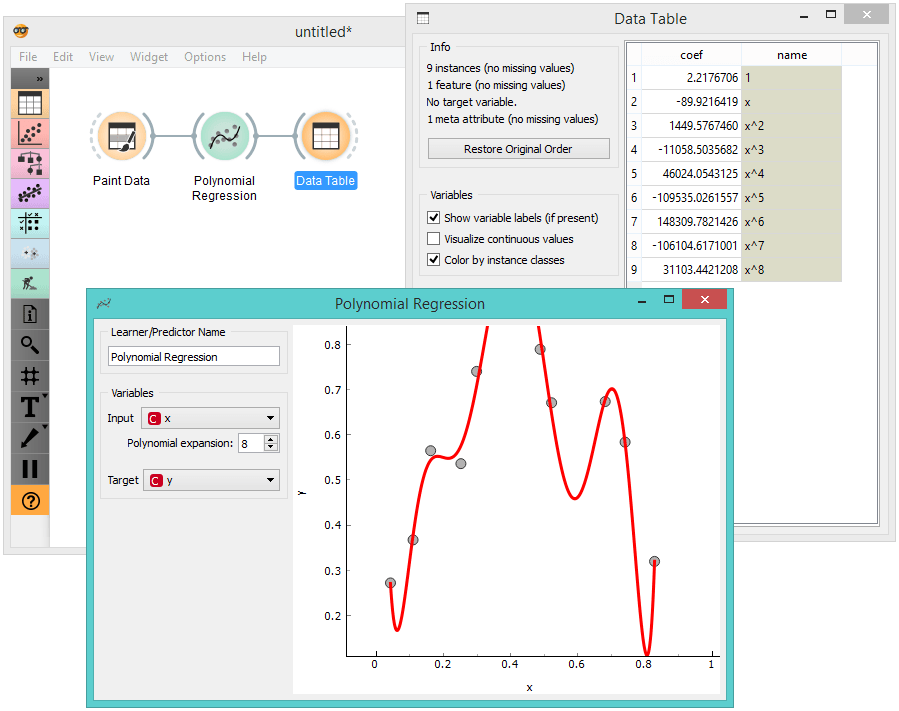 untitled*
File Edit View Widget Options Help
»
Paint Data
Polynomial
Regression
Data Table
Data Table
Info
9 instances (no missing values)
1 feature (no missing values)
No target variable.
1 meta attribute (no missing values)
Restore Original Order
Variables
Show variable labels (if present)
Visualize continuous values
Color by instance classes
coef name
1 2.2176706 1
2 -89.9216419 x
3 1449.5767460 x^2
4 -11058.5035682 x^3
5 46024.0543125 x^4
6 -109535.0261557 x^5
7 148309.7821426 x^6
8 -106104.6171001 x^7
9 31103.4421208 x^8
Polynomial Regression
Learner/Predictor Name
Polynomial Regression
Variables
Input C x
Polynomial expansion: 8
Target C y
0.8
0.7
0.6
0.5
0.4
0.3
0.2
y
0 0.2 0.4 0.6 0.8 1
x